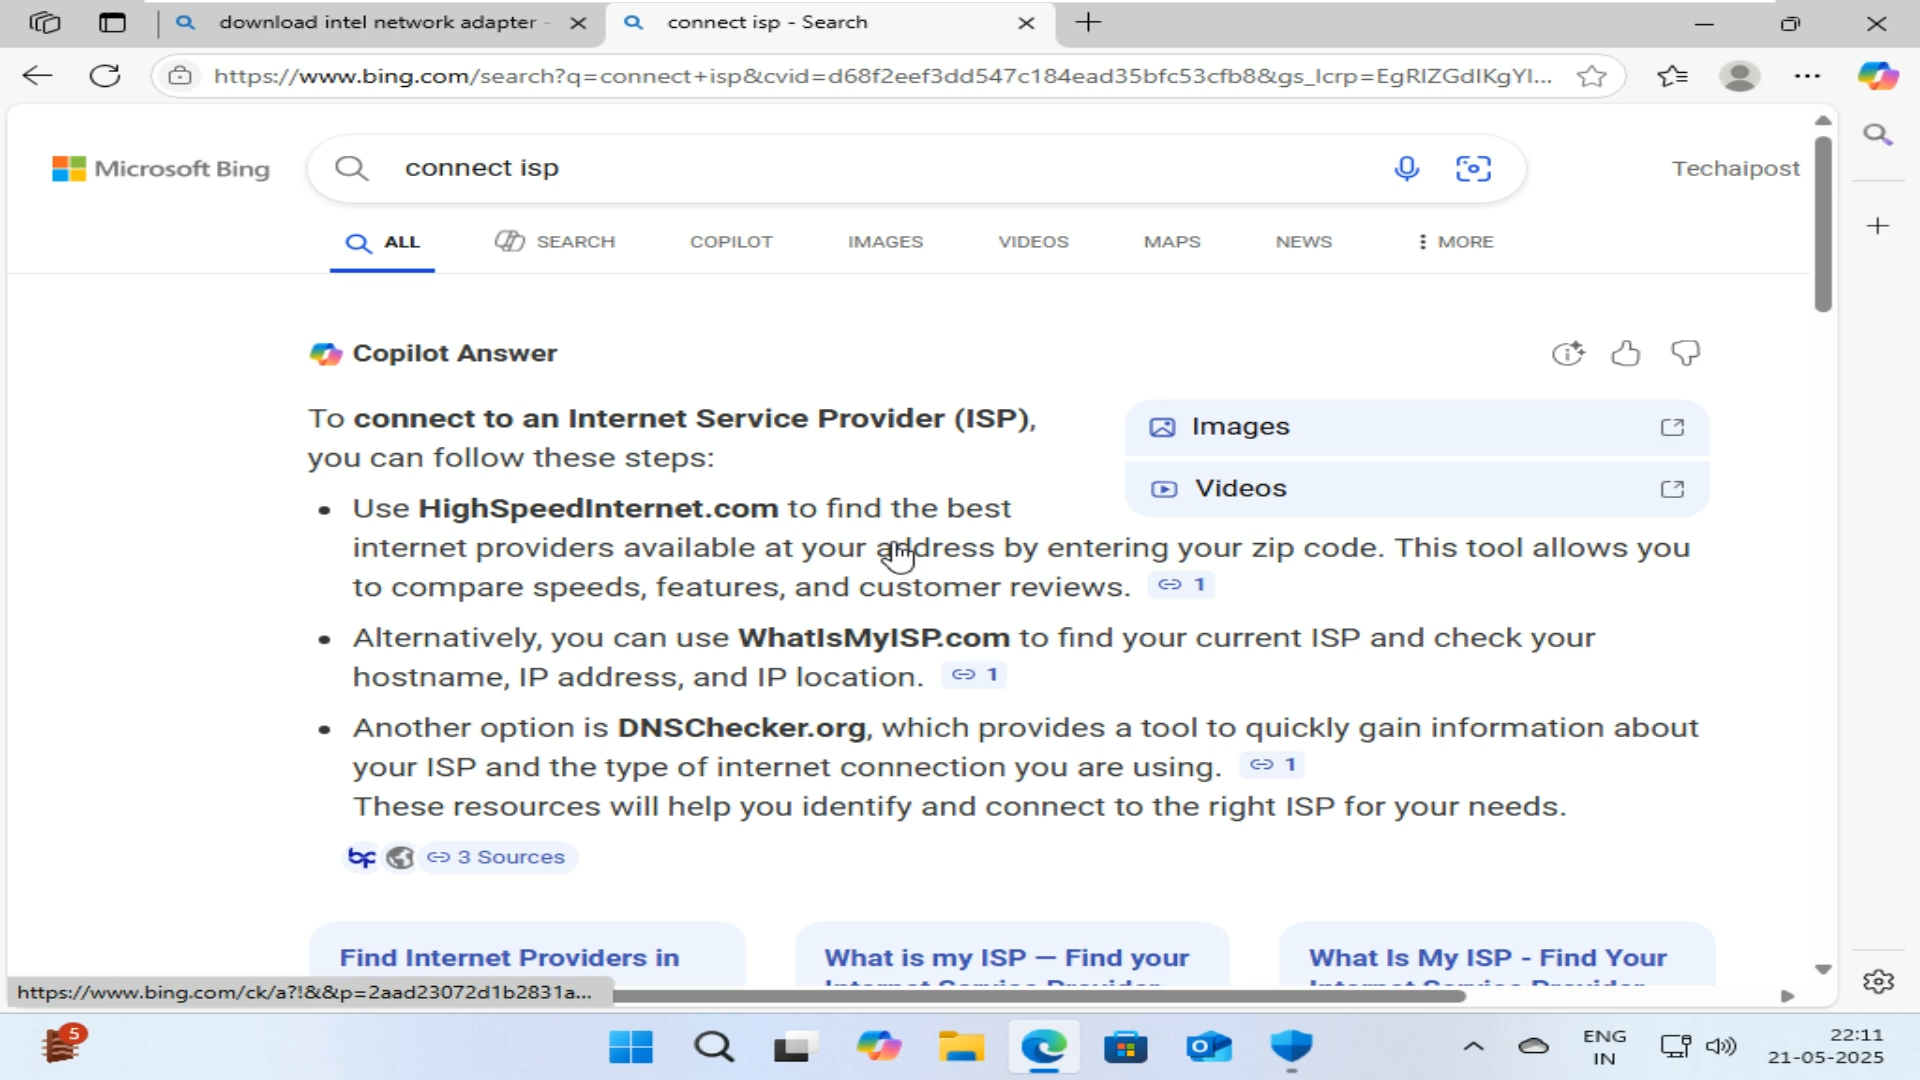 download intel network adapter -
connect isp - Search
https://www.bing.com/search?q=connect+isp&cvid=d68f2eef3dd547c184ead35bfc53cfb8&gs_lcrp=EgRlZGdlKgYI...
Microsoft Bing
connect isp
Techaipost
ALL
SEARCH
COPILOT
IMAGES
VIDEOS
MAPS
NEWS
MORE
Copilot Answer
To connect to an Internet Service Provider (ISP),
you can follow these steps:
Images
Videos
• Use HighSpeedInternet.com to find the best
internet providers available at your address by entering your zip code. This tool allows you
to compare speeds, features, and customer reviews. 1
• Alternatively, you can use WhatIsMyISP.com to find your current ISP and check your
hostname, IP address, and IP location. 1
• Another option is DNSChecker.org, which provides a tool to quickly gain information about
your ISP and the type of internet connection you are using. 1
These resources will help you identify and connect to the right ISP for your needs.
3 Sources
Find Internet Providers in
What is my ISP — Find your
Internet Service Provider
What Is My ISP - Find Your
Internet Service Provider
https://www.bing.com/ck/a?!&&p=2aad23072d1b2831a...
5
ENG
IN
22:11
21-05-2025